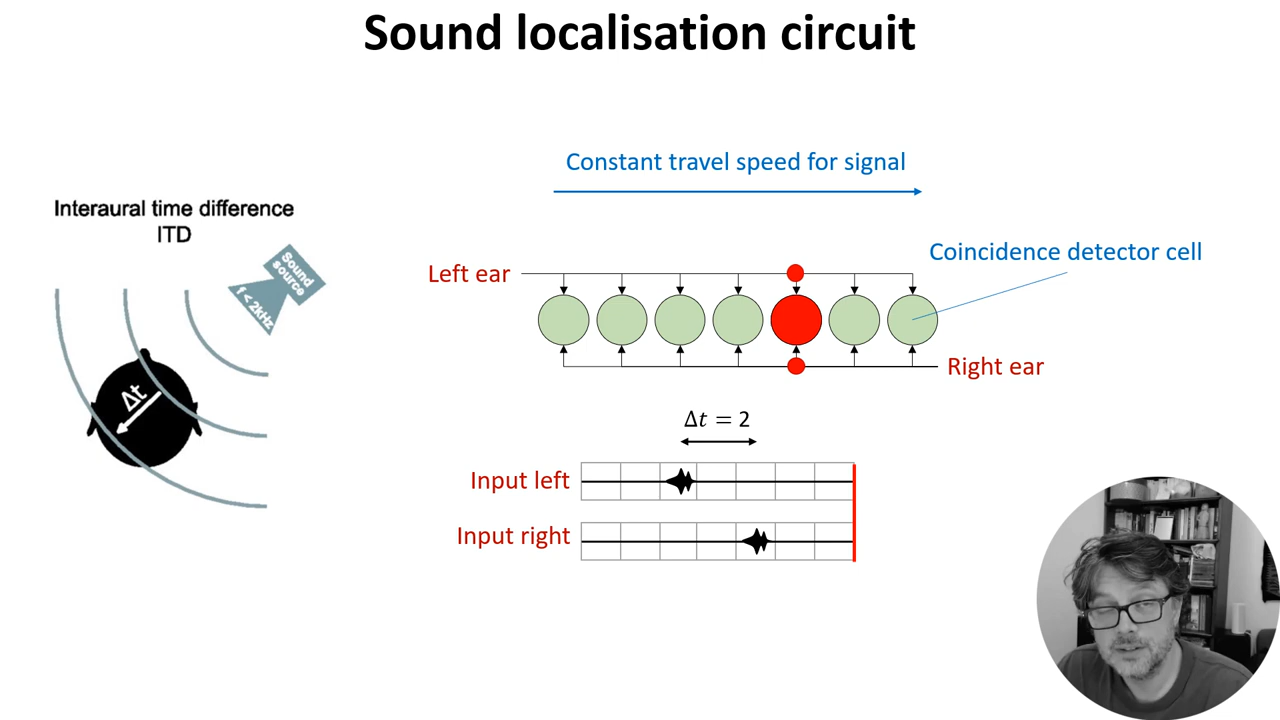 Sound localisation circuit
Constant travel speed for signal
Interaural time difference
ITD
Sound
source
f < 2kHz
Δt
Coincidence detector cell
Left ear
Right ear
Δt = 2
Input left
Input right